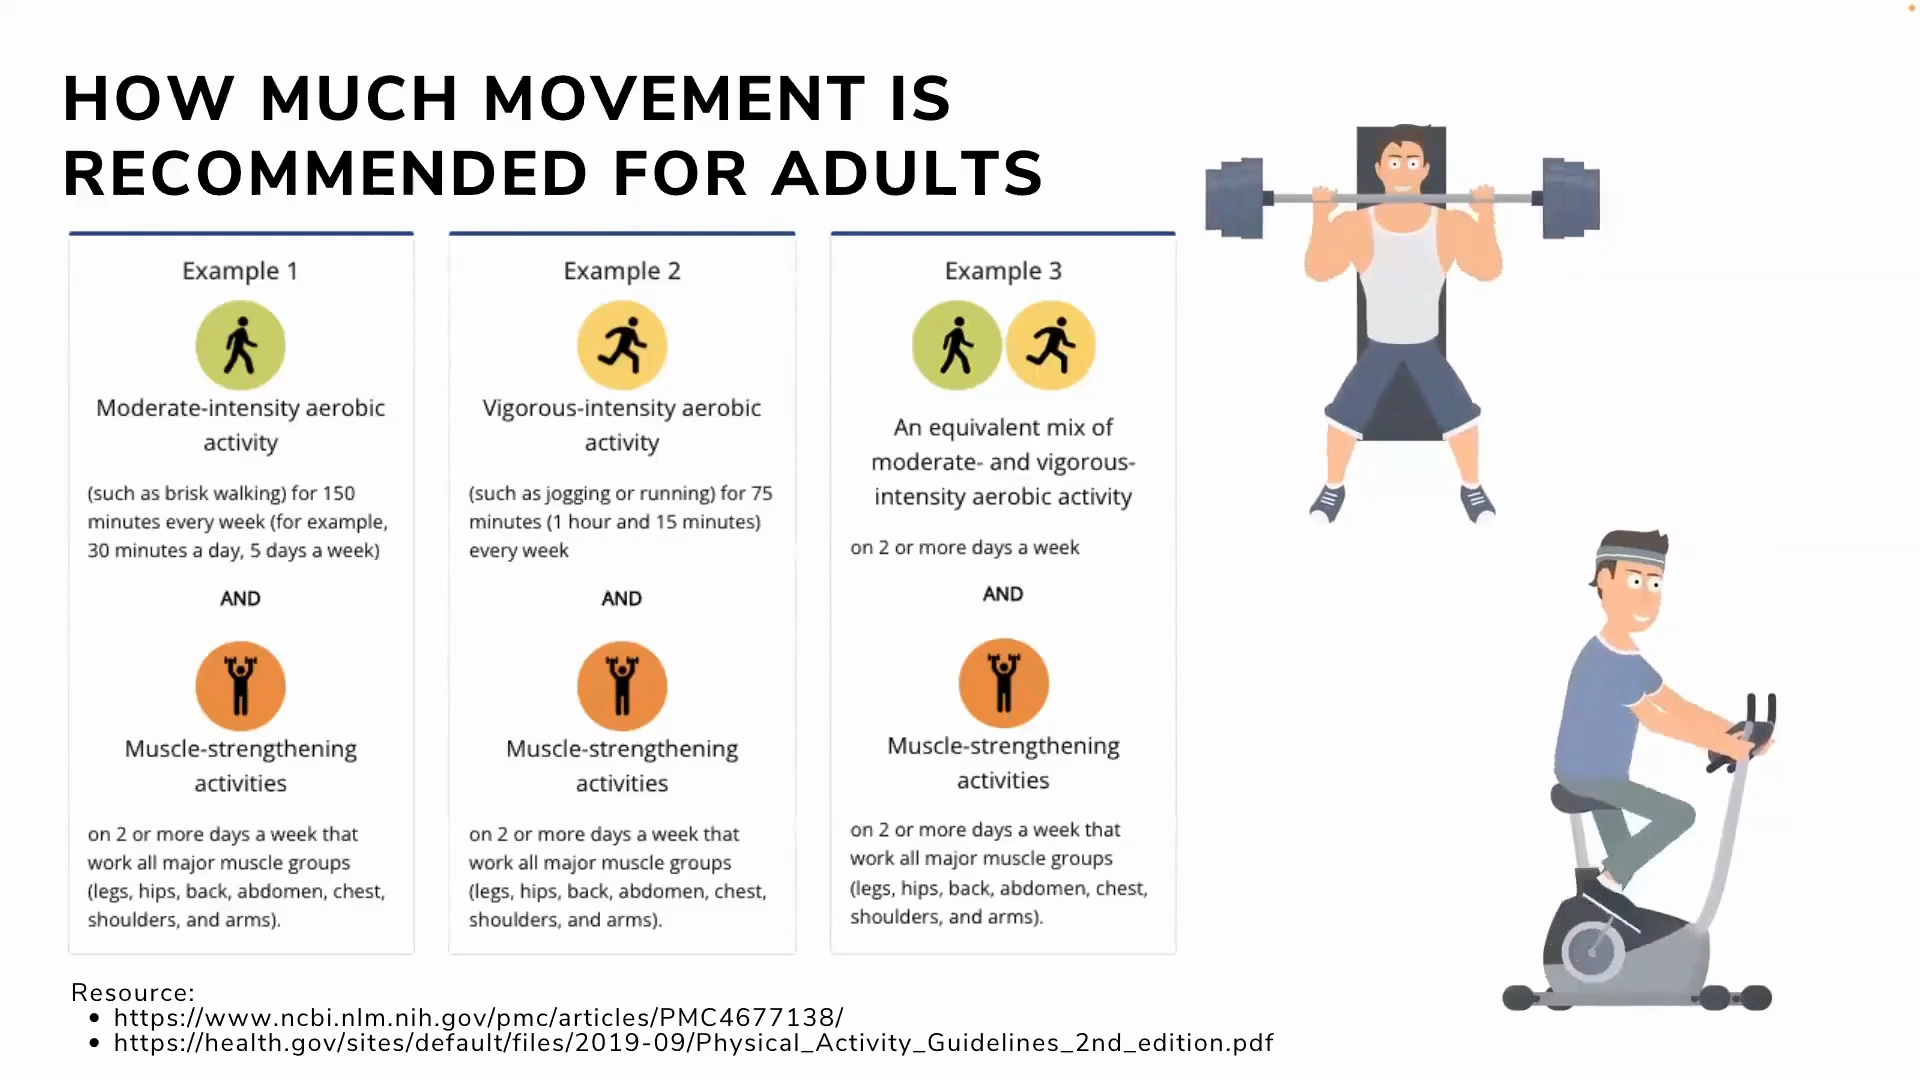 HOW MUCH MOVEMENT IS
RECOMMENDED FOR ADULTS
Example 1
Moderate-intensity aerobic
activity
(such as brisk walking) for 150
minutes every week (for example,
30 minutes a day, 5 days a week)
AND
Muscle-strengthening
activities
on 2 or more days a week that
work all major muscle groups
(legs, hips, back, abdomen, chest,
shoulders, and arms).
Example 2
Vigorous-intensity aerobic
activity
(such as jogging or running) for 75
minutes (1 hour and 15 minutes)
every week
AND
Muscle-strengthening
activities
on 2 or more days a week that
work all major muscle groups
(legs, hips, back, abdomen, chest,
shoulders, and arms).
Example 3
An equivalent mix of
moderate- and vigorous-
intensity aerobic activity
on 2 or more days a week
AND
Muscle-strengthening
activities
on 2 or more days a week that
work all major muscle groups
(legs, hips, back, abdomen, chest,
shoulders, and arms).
Resource:
• https://www.ncbi.nlm.nih.gov/pmc/articles/PMC4677138/
• https://health.gov/sites/default/files/2019-09/Physical_Activity_Guidelines_2nd_edition.pdf